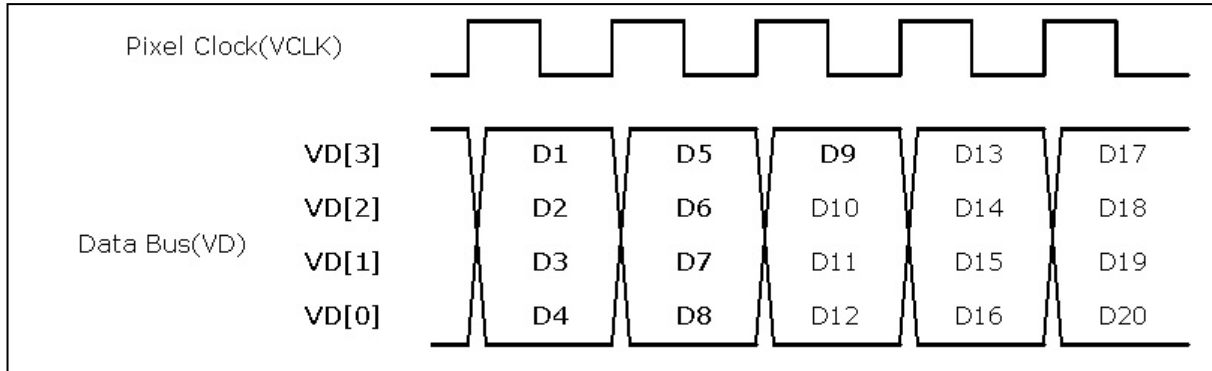 Pixel Clock(VCLK)
VD[3] D1 D5 D9 D13 D17
VD[2] D2 D6 D10 D14 D18
Data Bus(VD)
VD[1] D3 D7 D11 D15 D19
VD[0] D4 D8 D12 D16 D20